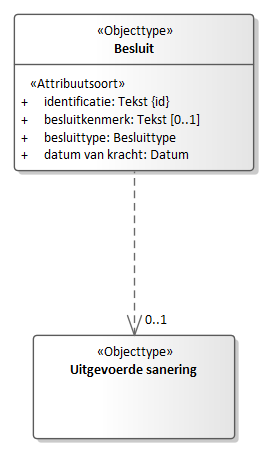 «Objecttype»
Besluit
«Attribuutsoort»
+ identificatie: Tekst {id}
+ besluitkenmerk: Tekst [0..1]
+ besluittype: Besluittype
+ datum van kracht: Datum
0..1
«Objecttype»
Uitgevoerde sanering